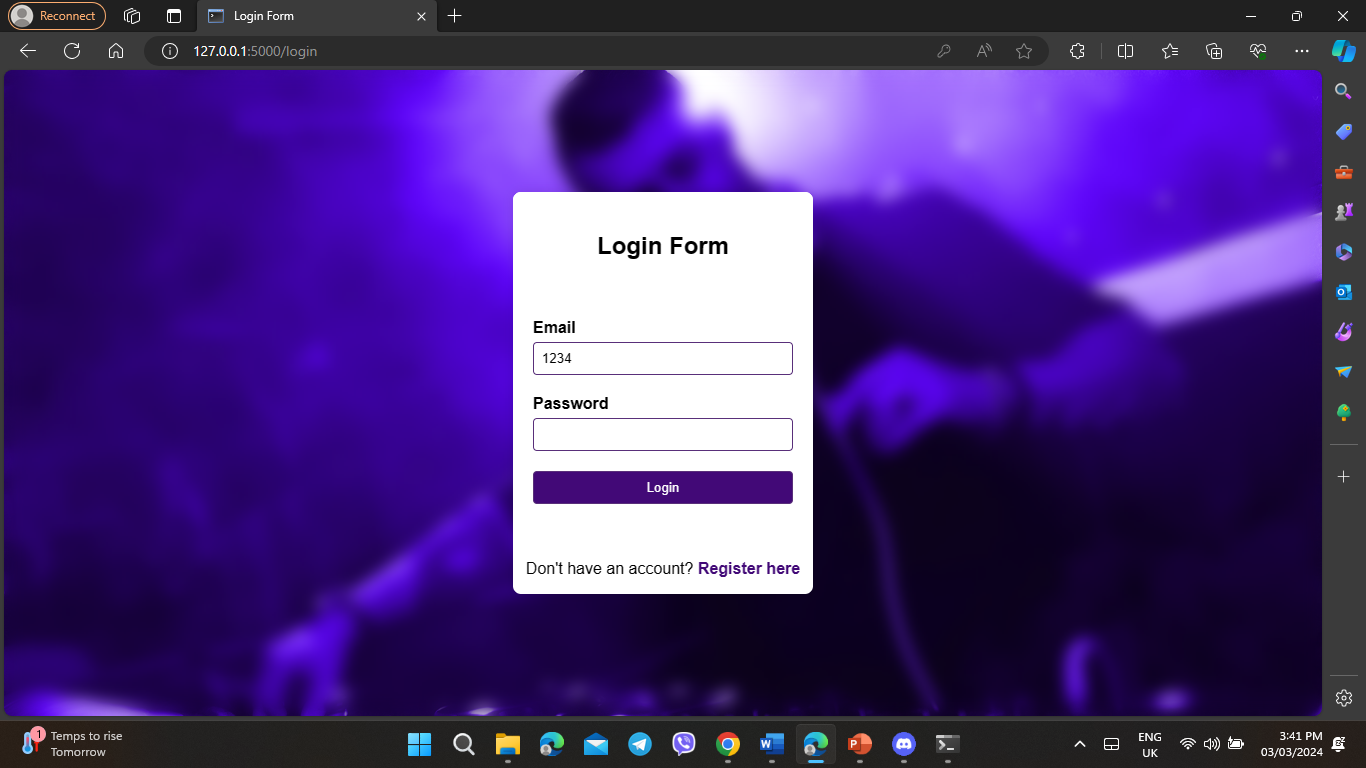 Reconnect
Login Form
127.0.0.1:5000/login
Login Form
Email
1234
Password
Login
Don't have an account? Register here
1
Temps to rise
Tomorrow
ENG
UK
3:41 PM
03/03/2024